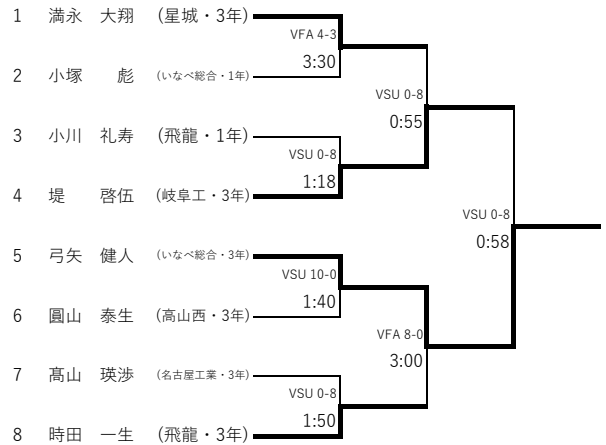 1 満永 大翔 (星城・3年)
VFA 4-3
3:30
2 小塚 彪 (いなべ総合・1年)
VSU 0-8
0:55
3 小川 礼寿 (飛龍・1年)
VSU 0-8
1:18
4 堤 啓伍 (岐阜工・3年)
VSU 0-8
0:58
5 弓矢 健人 (いなべ総合・3年)
VSU 10-0
1:40
6 圓山 泰生 (高山西・3年)
VFA 8-0
3:00
7 髙山 瑛渉 (名古屋工業・3年)
VSU 0-8
1:50
8 時田 一生 (飛龍・3年)